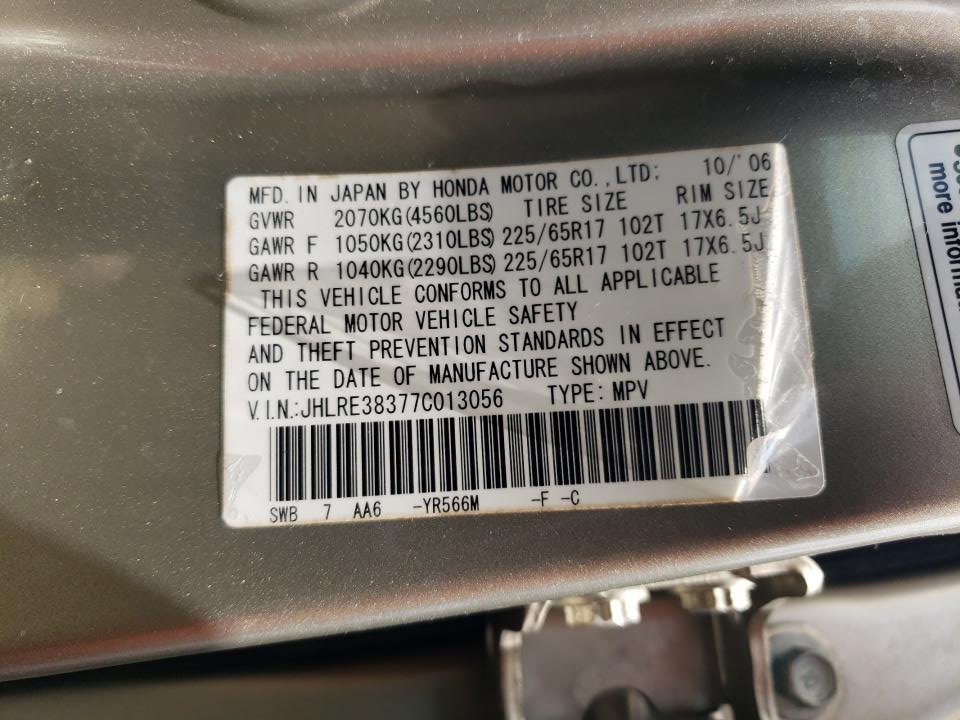 MFD. IN JAPAN BY HONDA MOTOR CO.,LTD: 10/'06
GVWR 2070KG(4560LBS) TIRE SIZE RIM SIZE
GAWR F 1050KG(2310LBS) 225/65R17 102T 17X6.5J
GAWR R 1040KG(2290LBS) 225/65R17 102T 17X6.5J
THIS VEHICLE CONFORMS TO ALL APPLICABLE
FEDERAL MOTOR VEHICLE SAFETY
AND THEFT PREVENTION STANDARDS IN EFFECT
ON THE DATE OF MANUFACTURE SHOWN ABOVE.
V.I.N.:JHLRE38377C013056 TYPE: MPV
SWB 7 AA6 -YR566M -F -C
more